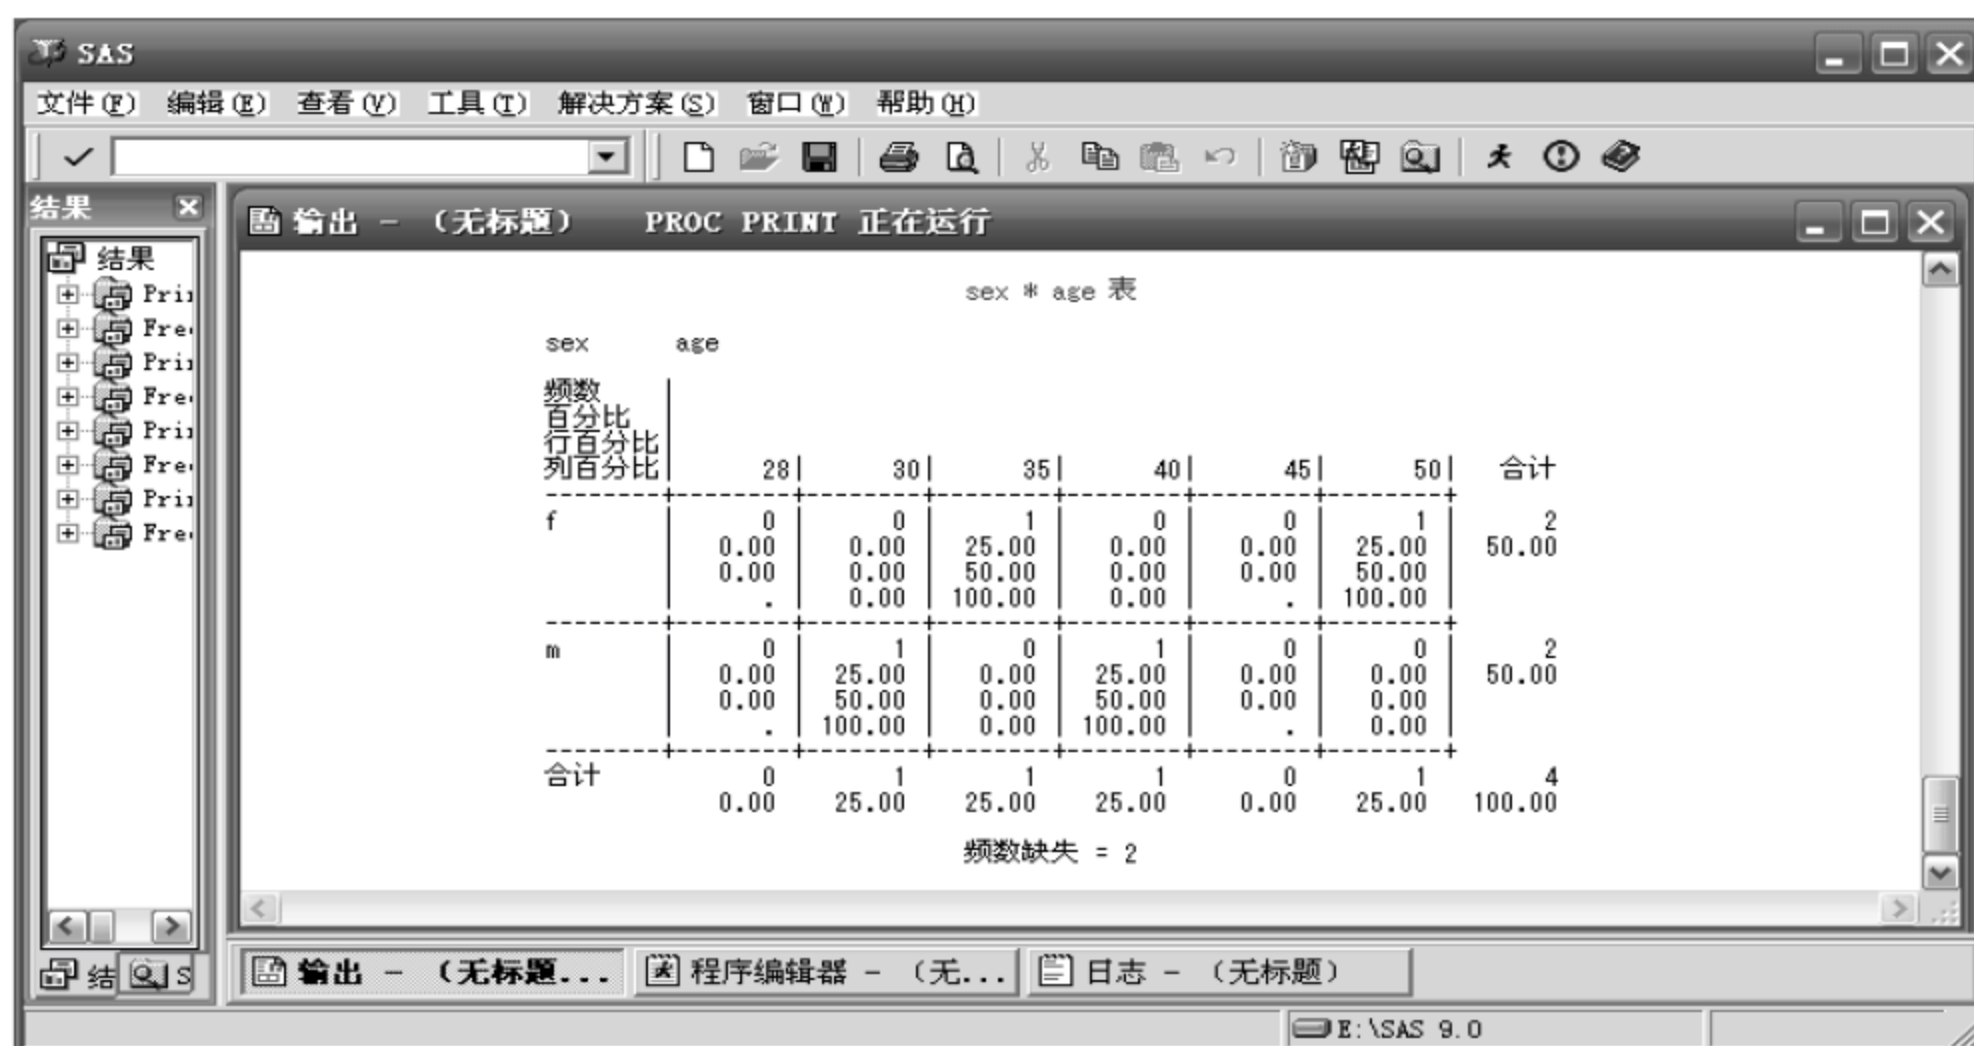 SAS
文件(F) 编辑(E) 查看(V) 工具(T) 解决方案(S) 窗口(W) 帮助(H)
结果
输出 - (无标题) PROC PRINT 正在运行
结果
Prin
Fre
Prin
Fre
Prin
Fre
Prin
Fre
sex * age 表
sex age
频数
百分比
行百分比
列百分比 28 30 35 40 45 50 合计
f 0 0 1 0 0 1 2
0.00 0.00 25.00 0.00 0.00 25.00 50.00
0.00 0.00 50.00 0.00 0.00 50.00
. 0.00 100.00 0.00 . 100.00
m 0 1 0 1 0 0 2
0.00 25.00 0.00 25.00 0.00 0.00 50.00
0.00 50.00 0.00 50.00 0.00 0.00
. 100.00 0.00 100.00 . 0.00
合计 0 1 1 1 0 1 4
0.00 25.00 25.00 25.00 0.00 25.00 100.00
频数缺失 = 2
结 S
输出 - (无标题... 程序编辑器 - (无... 日志 - (无标题)
E:\SAS 9.0